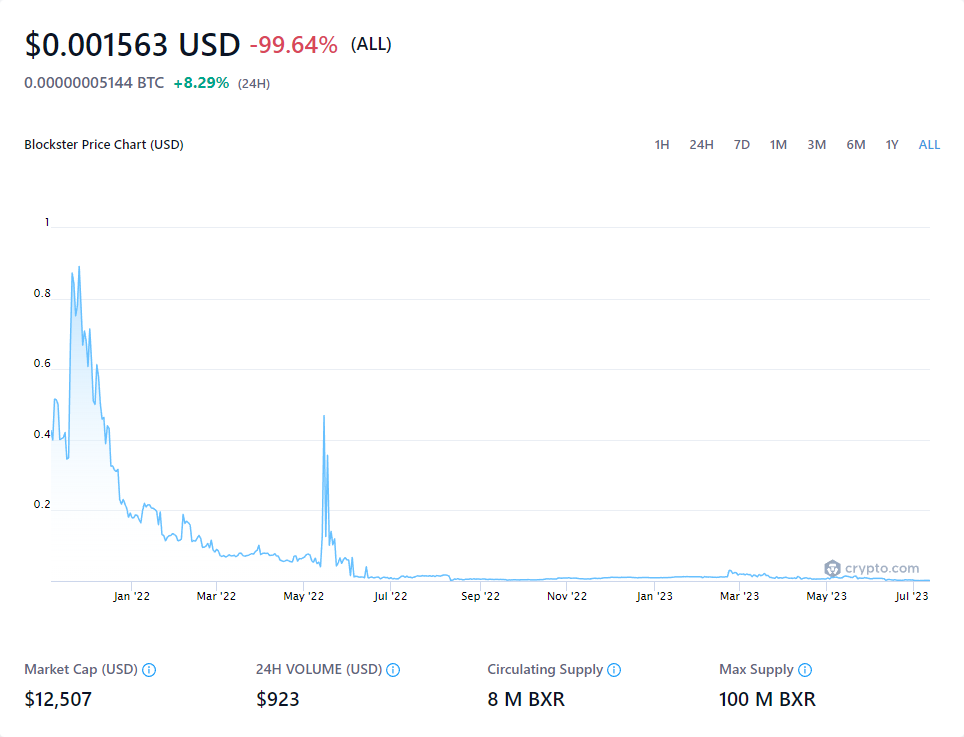 $0.001563 USD -99.64% (ALL)
0.00000005144 BTC +8.29% (24H)
Blockster Price Chart (USD) 1H 24H 7D 1M 3M 6M 1Y ALL
1
0.8
0.6
0.4
0.2
crypto.com
Jan '22 Mar '22 May '22 Jul '22 Sep '22 Nov '22 Jan '23 Mar '23 May '23 Jul '23
Market Cap (USD) 24H VOLUME (USD) Circulating Supply Max Supply
$12,507 $923 8 M BXR 100 M BXR